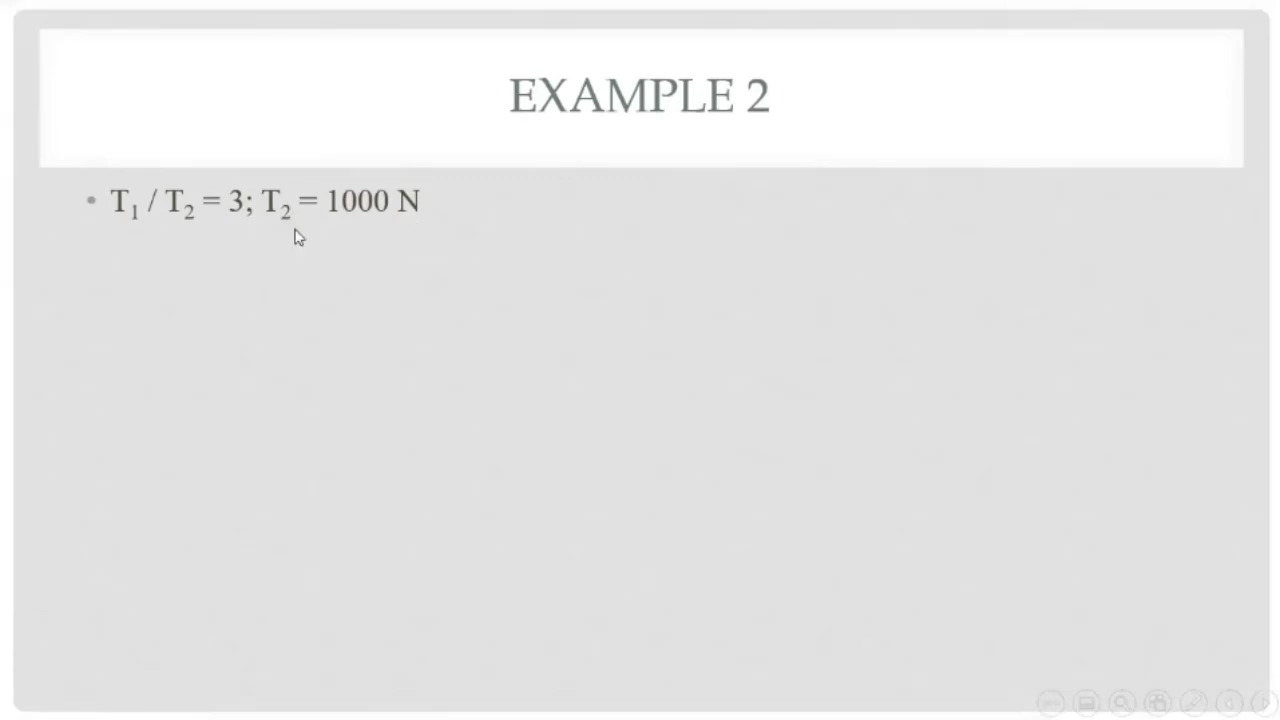 EXAMPLE 2
• T₁ / T₂ = 3; T₂ = 1000 N